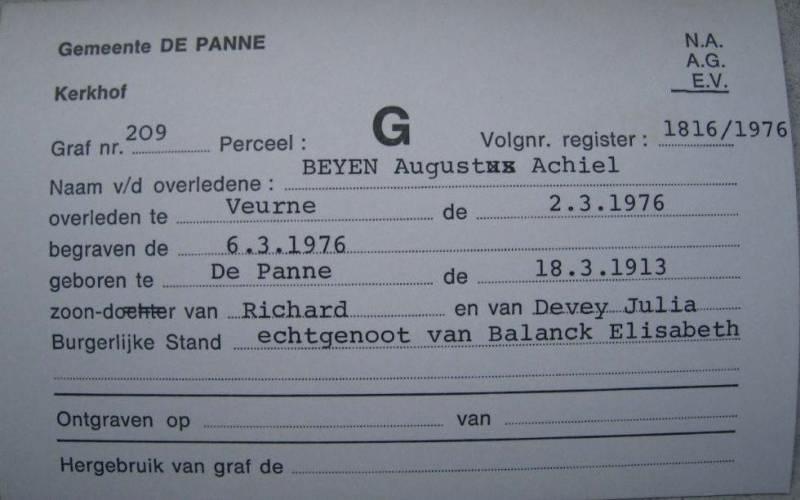 Gemeente DE PANNE
N.A.
A.G.
E.V.
Kerkhof
Graf nr. 209 Perceel : G Volgnr. register : 1816/1976
Naam v/d overledene : BEYEN Augustxx Achiel
overleden te Veurne de 2.3.1976
begraven de 6.3.1976
geboren te De Panne de 18.3.1913
zoon-dochter van Richard en van Devey Julia
Burgerlijke Stand echtgenoot van Balanck Elisabeth
Ontgraven op van
Hergebruik van graf de